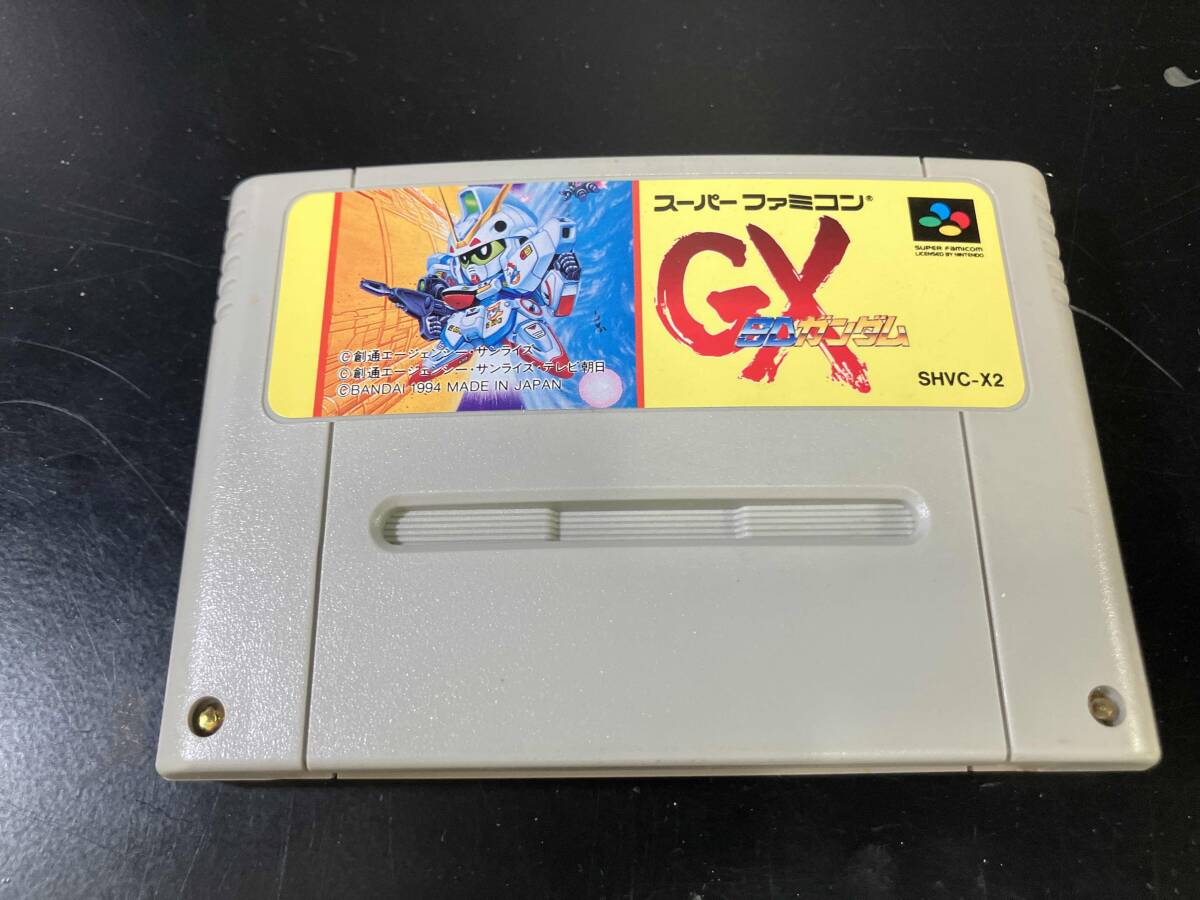 スーパーファミコン®
GX
SDガンダム
SUPER FAMICOM
LICENSED BY NINTENDO
SHVC-X2
©創通エージェンシー・サンライズ
©創通エージェンシー・サンライズ・テレビ朝日
©BANDAI 1994 MADE IN JAPAN